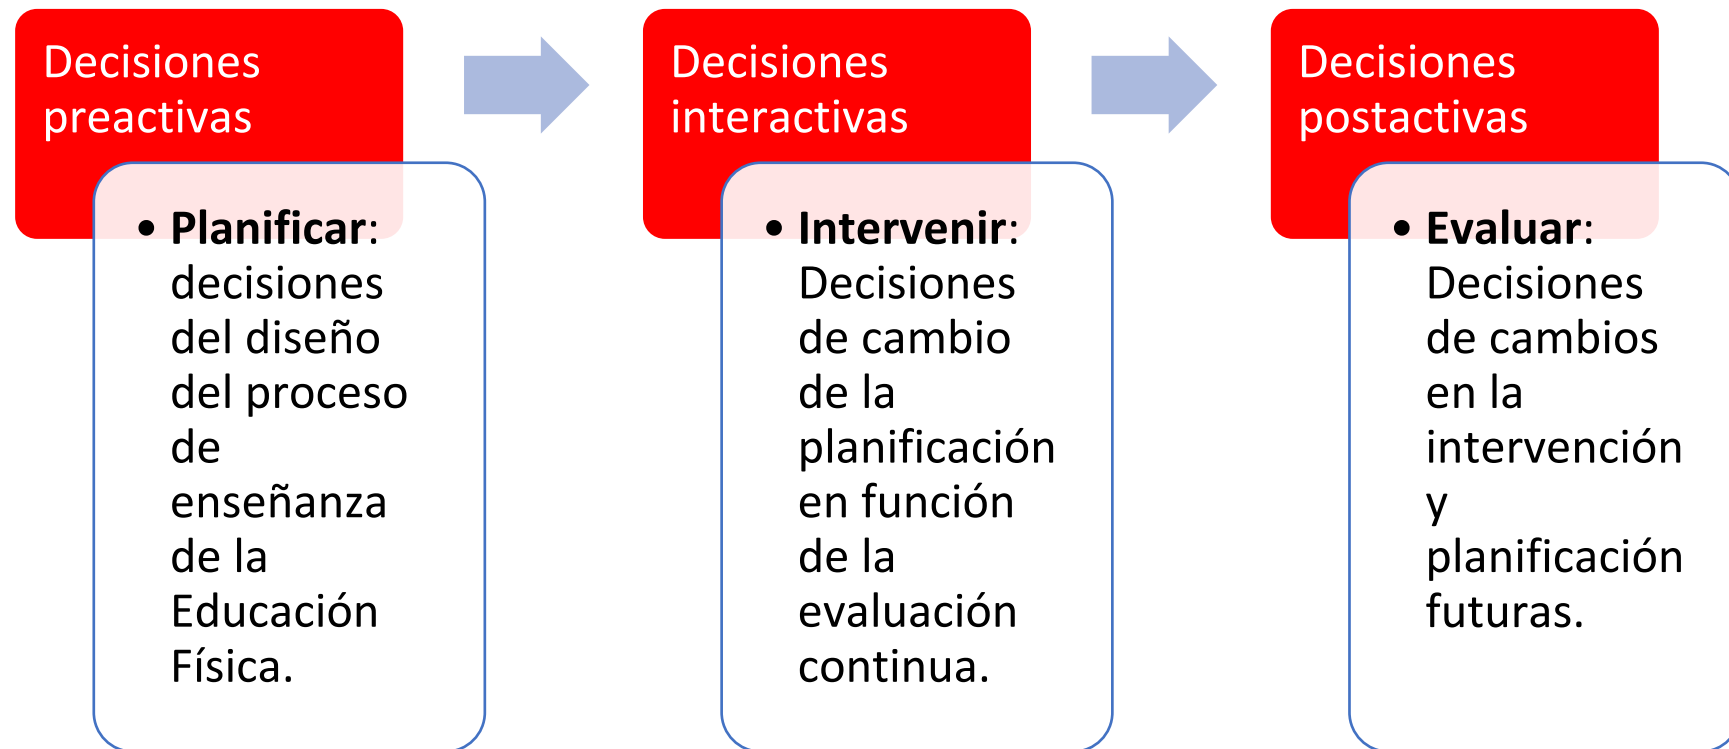 Decisiones
preactivas
• Planificar:
decisiones
del diseño
del proceso
de
enseñanza
de la
Educación
Física.
Decisiones
interactivas
• Intervenir:
Decisiones
de cambio
de la
planificación
en función
de la
evaluación
continua.
Decisiones
postactivas
• Evaluar:
Decisiones
de cambios
en la
intervención
y
planificación
futuras.